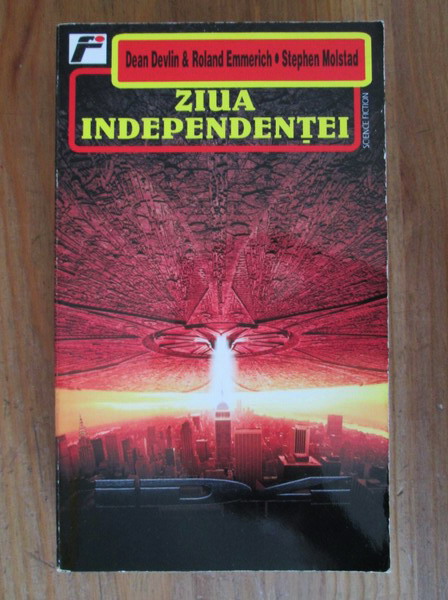 Dean Devlin & Roland Emmerich • Stephen Molstad
ZIUA
INDEPENDENȚEI
SCIENCE FICTION